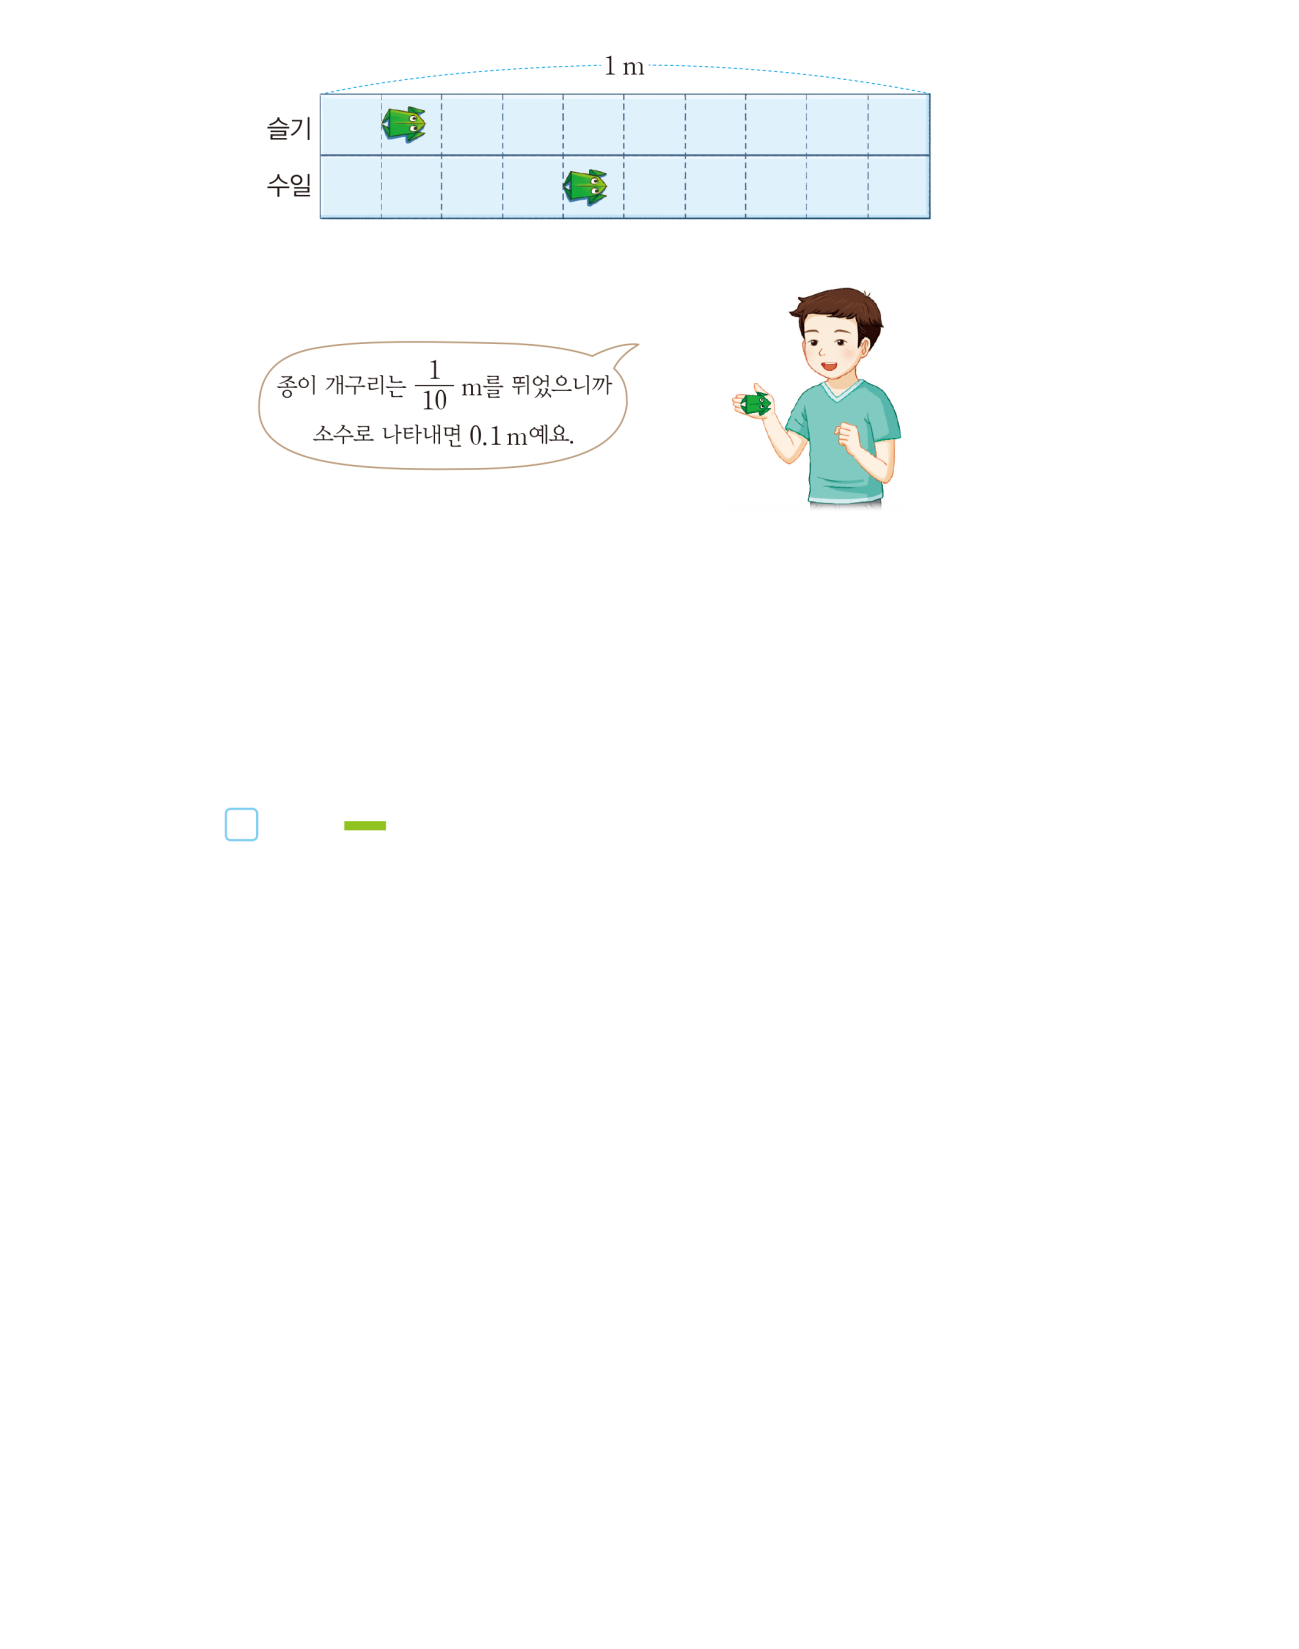 1 m
슬기
수일
종이 개구리는 1/10 m를 뛰었으니까
소수로 나타내면 0.1 m예요.